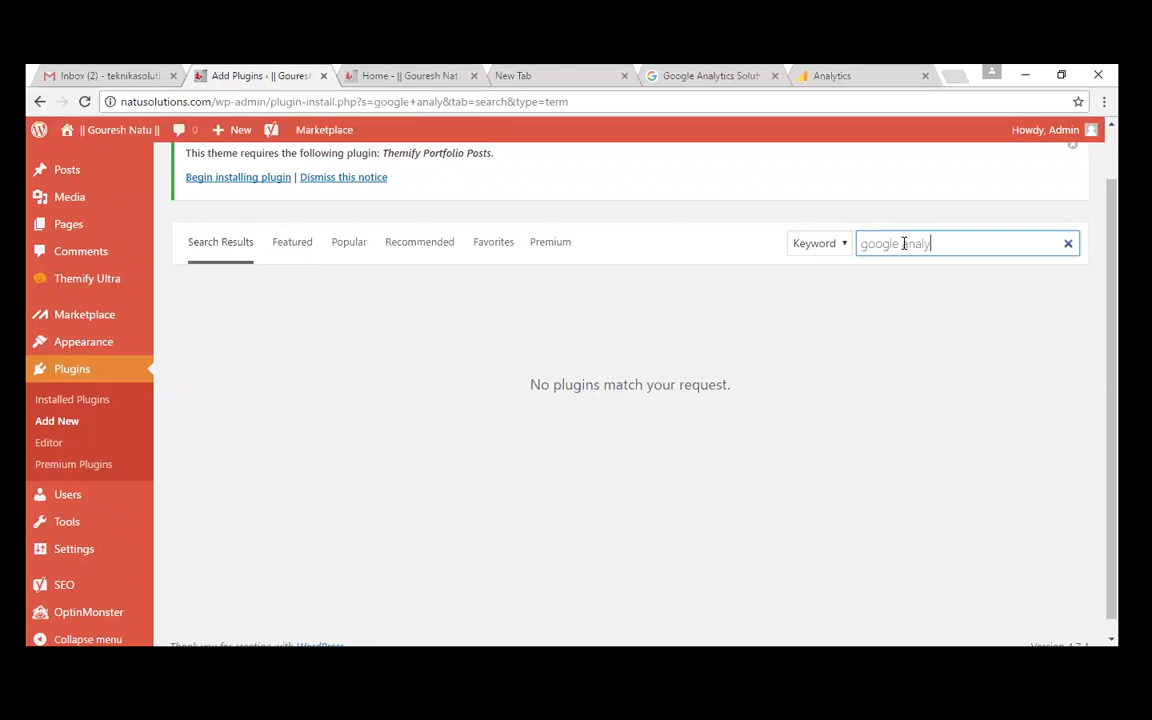 Inbox (2) - teknikasoluti
Add Plugins ‹ || Gouresh
Home - || Gouresh Nat
New Tab
Google Analytics Soluti
Analytics
natusolutions.com/wp-admin/plugin-install.php?s=google+analy&tab=search&type=term
|| Gouresh Natu ||
0
New
Marketplace
Howdy, Admin
This theme requires the following plugin: Themify Portfolio Posts.
Begin installing plugin | Dismiss this notice
Posts
Media
Pages
Comments
Themify Ultra
Marketplace
Appearance
Plugins
Installed Plugins
Add New
Editor
Premium Plugins
Users
Tools
Settings
SEO
OptinMonster
Collapse menu
Search Results
Featured
Popular
Recommended
Favorites
Premium
Keyword
google analy
No plugins match your request.
Thank you for creating with WordPress
Version 4.7.1